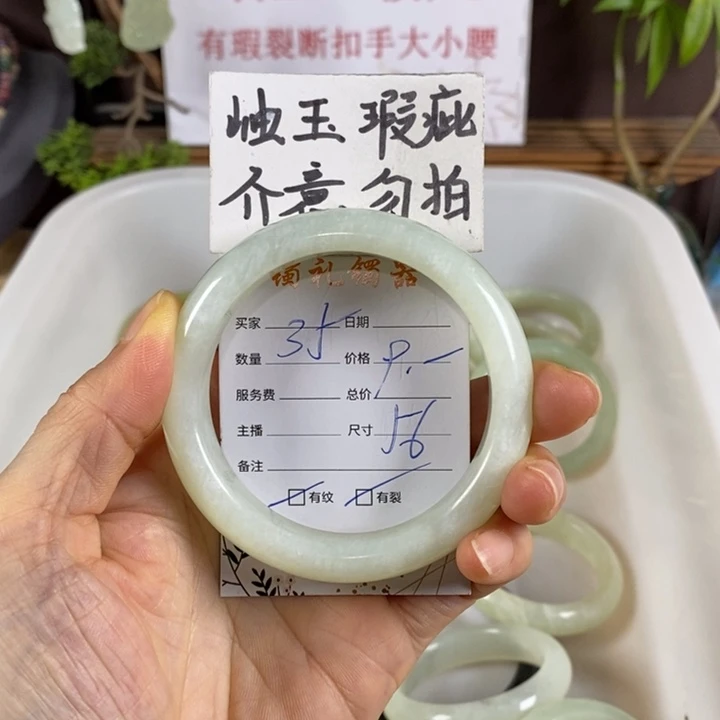 有瑕裂断扣手大小腰
岫玉 瑕疵
介意 勿拍
缅礼镯器
买家 35 日期
数量 价格 9.-
服务费 总价
主播 尺寸 56
备注
有纹 有裂